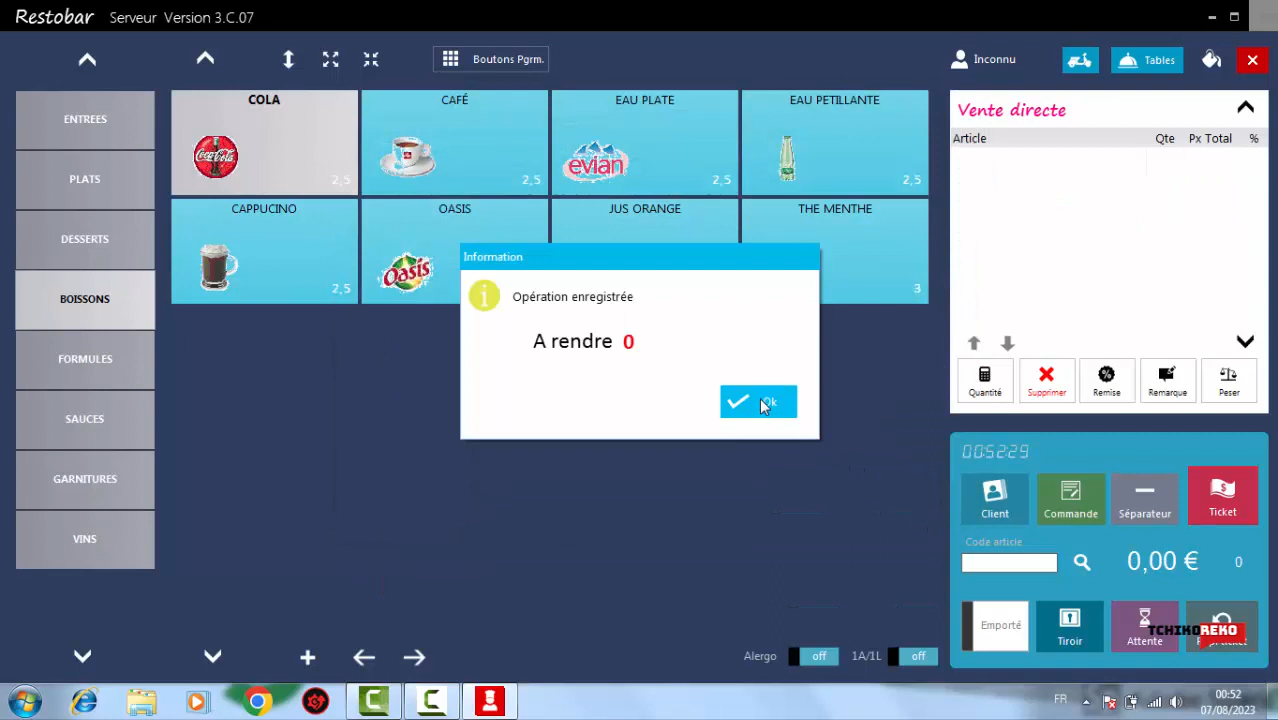 Restobar Serveur Version 3.C.07
Boutons Pgrm.
Inconnu
Tables
ENTREES
PLATS
DESSERTS
BOISSONS
FORMULES
SAUCES
GARNITURES
VINS
COLA
2,5
CAFÉ
2,5
EAU PLATE
evian
2,5
EAU PETILLANTE
2,5
CAPPUCINO
2,5
OASIS
Oasis
JUS ORANGE
THE MENTHE
3
Information
Opération enregistrée
A rendre 0
Ok
Vente directe
Article Qte Px Total %
Quantité
Supprimer
Remise
Remarque
Peser
00:52:29
Client
Commande
Séparateur
Ticket
Code article
0,00 € 0
Emporté
Tiroir
Attente
TCHIKOREKO
Alergo off
1A/1L off
FR
00:52
07/08/2023